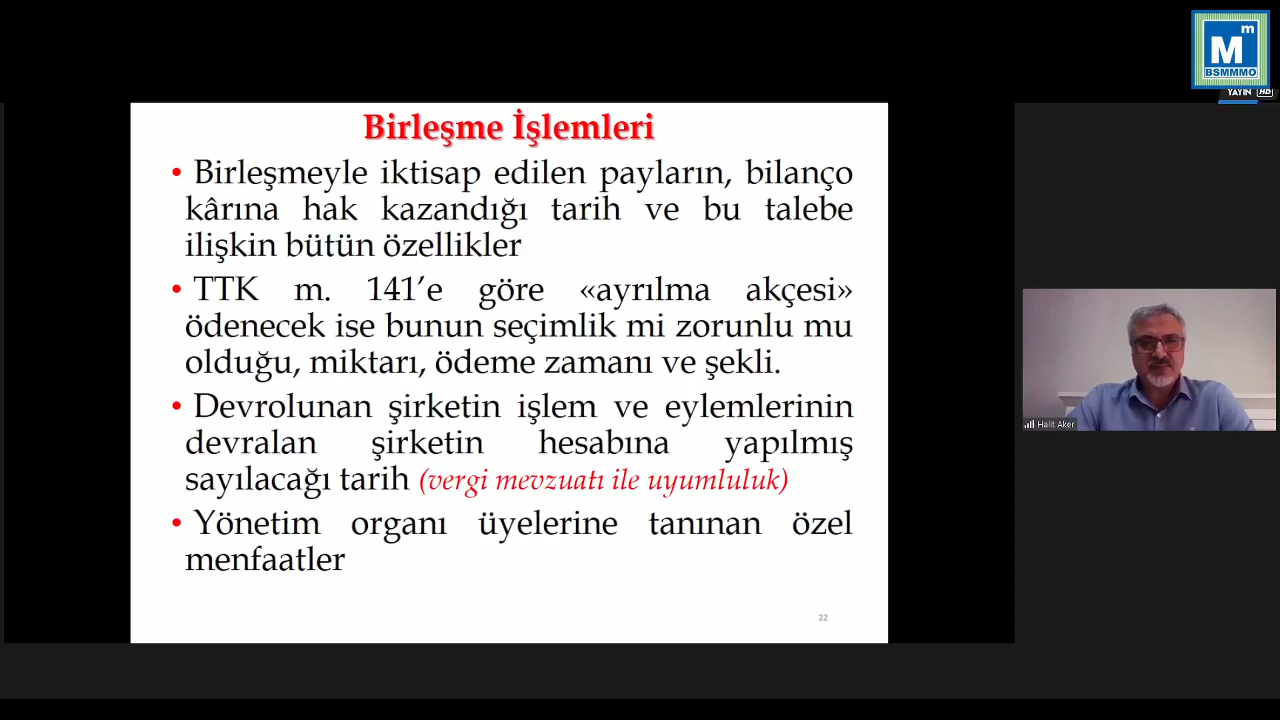 Mm
BSMMMO
YAYIN HD
Birleşme İşlemleri
• Birleşmeyle iktisap edilen payların, bilanço
kârına hak kazandığı tarih ve bu talebe
ilişkin bütün özellikler
• TTK m. 141’e göre «ayrılma akçesi»
ödenecek ise bunun seçimlik mi zorunlu mu
olduğu, miktarı, ödeme zamanı ve şekli.
• Devrolunan şirketin işlem ve eylemlerinin
devralan şirketin hesabına yapılmış
sayılacağı tarih (vergi mevzuatı ile uyumluluk)
• Yönetim organı üyelerine tanınan özel
menfaatler
22
Halit Aker